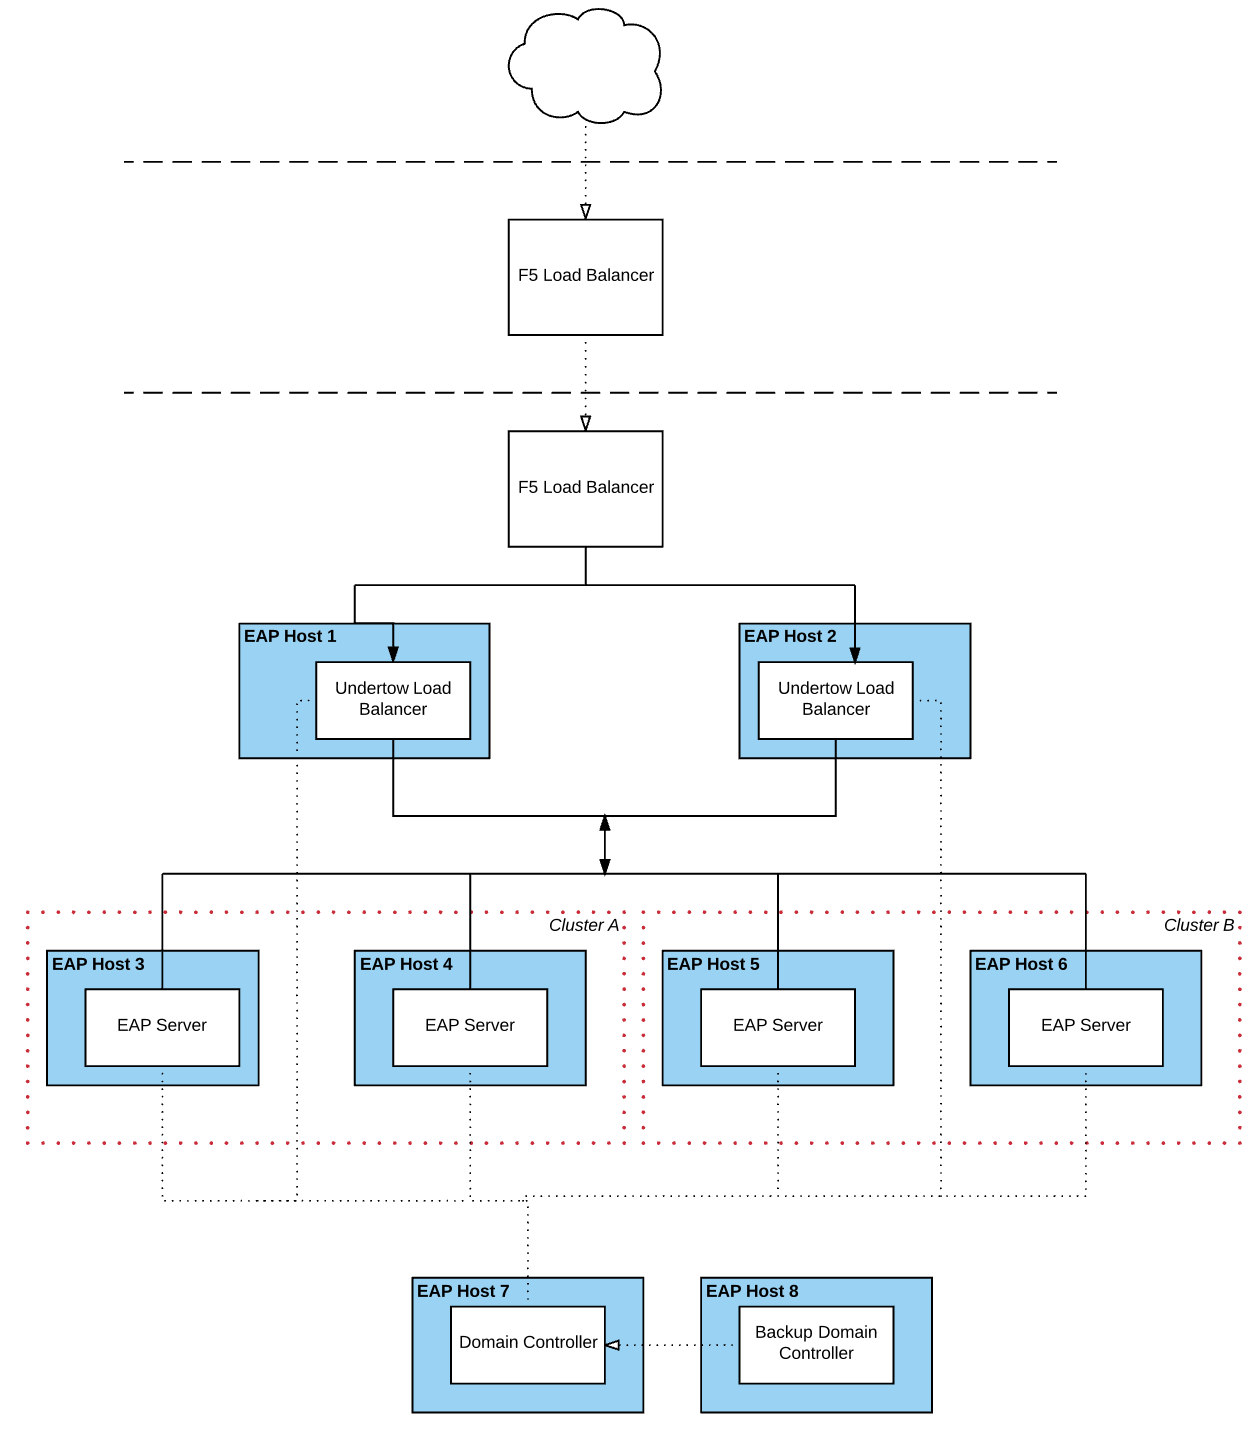 F5 Load Balancer
F5 Load Balancer
EAP Host 1
Undertow Load
Balancer
EAP Host 2
Undertow Load
Balancer
Cluster A
EAP Host 3
EAP Server
EAP Host 4
EAP Server
Cluster B
EAP Host 5
EAP Server
EAP Host 6
EAP Server
EAP Host 7
Domain Controller
EAP Host 8
Backup Domain
Controller